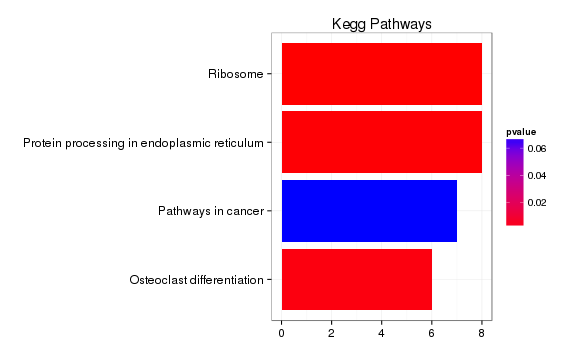 Kegg Pathways
Ribosome
Protein processing in endoplasmic reticulum
Pathways in cancer
Osteoclast differentiation
0 2 4 6 8
pvalue
0.06
0.04
0.02